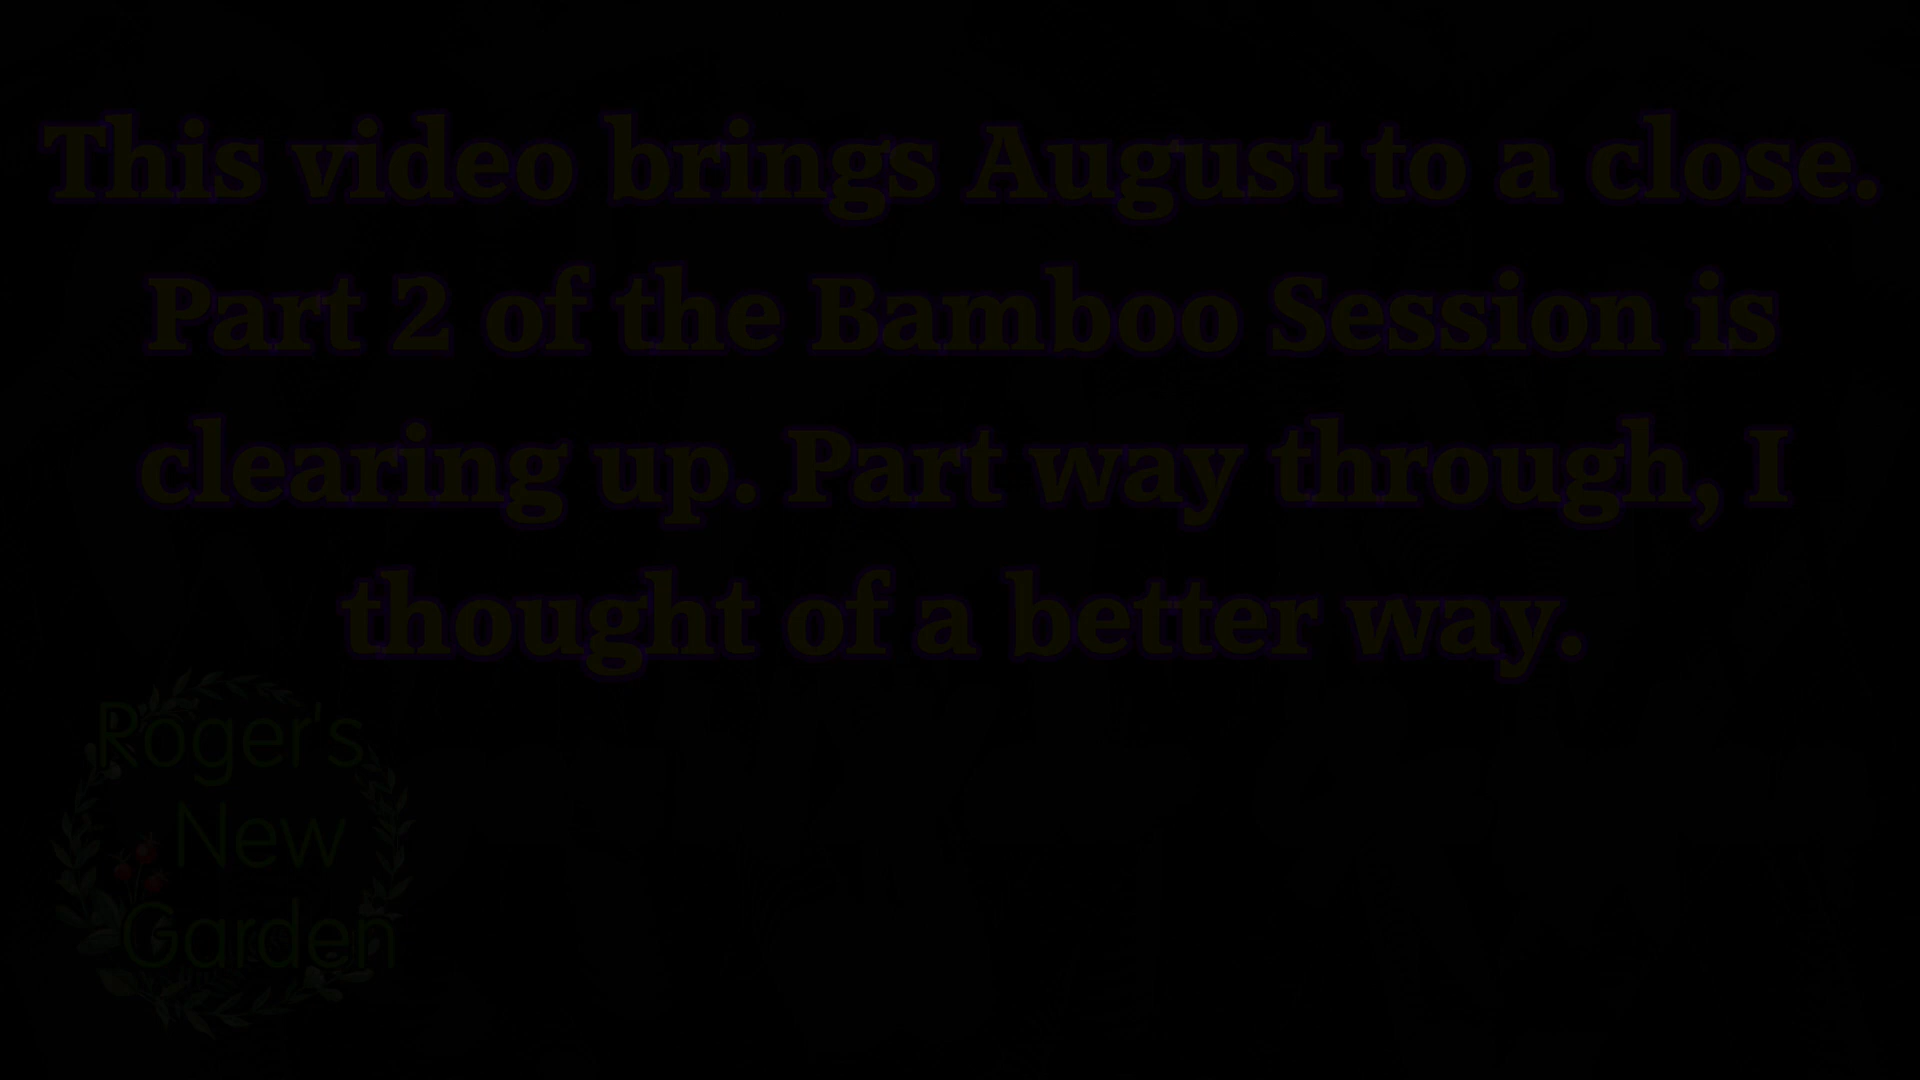 This video brings August to a close.
Part 2 of the Bamboo Session is
clearing up. Part way through, I
thought of a better way.
Roger's
New
Garden